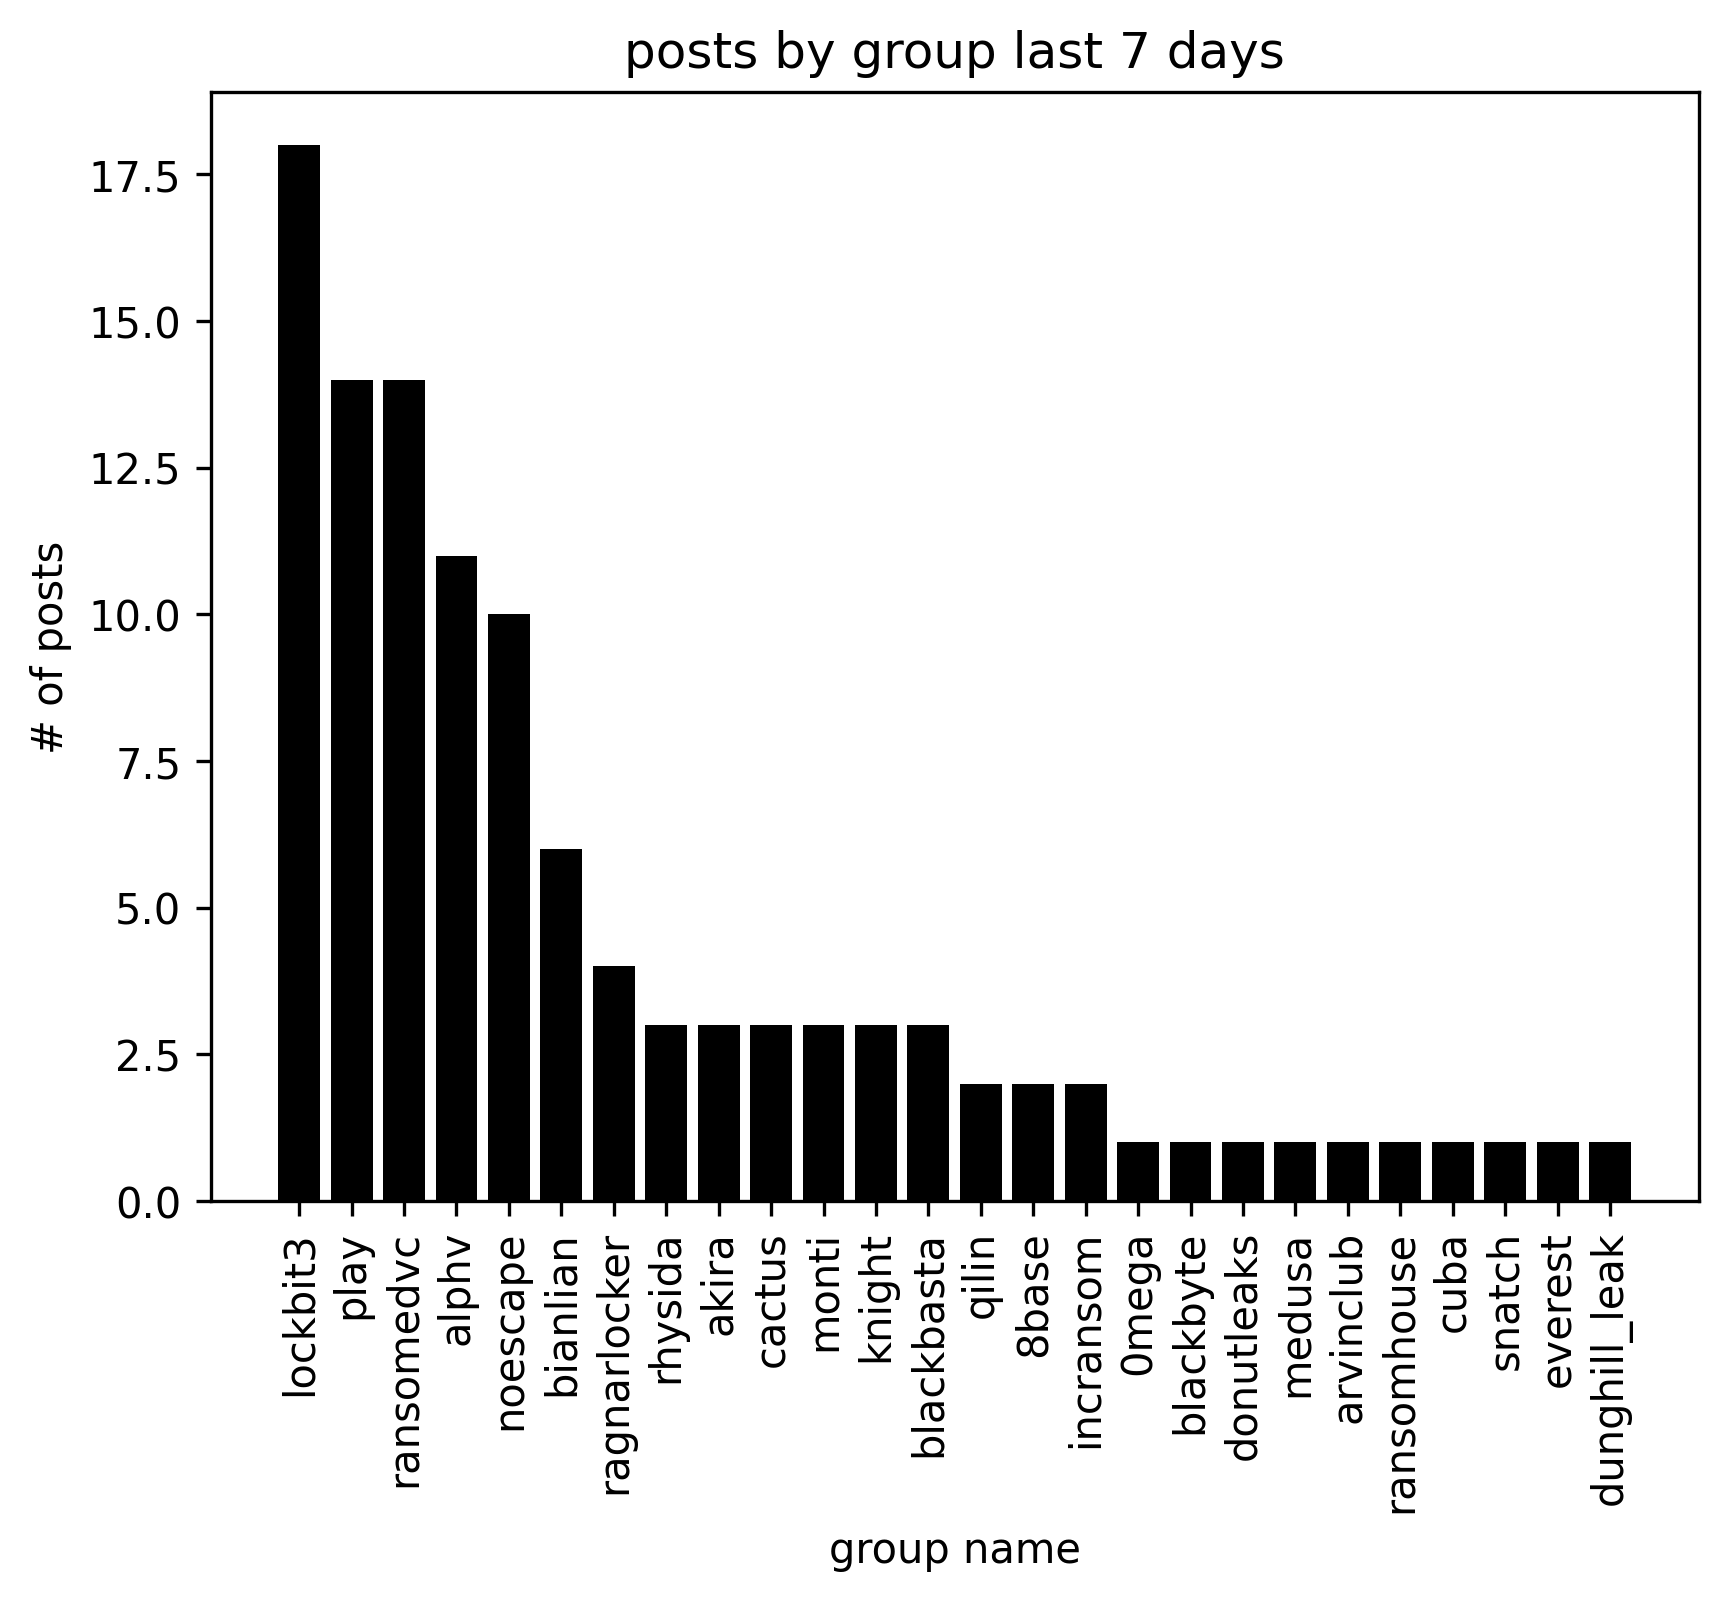 posts by group last 7 days
# of posts
17.5
15.0
12.5
10.0
7.5
5.0
2.5
0.0
lockbit3
play
ransomedvc
alphv
noescape
bianlian
ragnarlocker
rhysida
akira
cactus
monti
knight
blackbasta
qilin
8base
incransom
0mega
blackbyte
donutleaks
medusa
arvinclub
ransomhouse
cuba
snatch
everest
dunghill_leak
group name